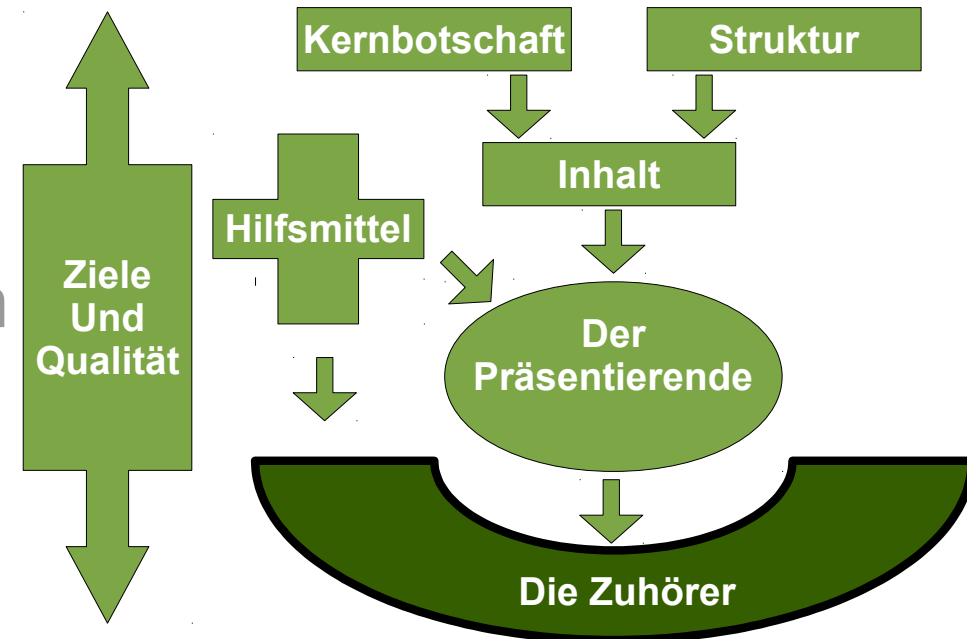 Kernbotschaft
Struktur
Inhalt
Hilfsmittel
Ziele
Und
Qualität
Der
Präsentierende
Die Zuhörer